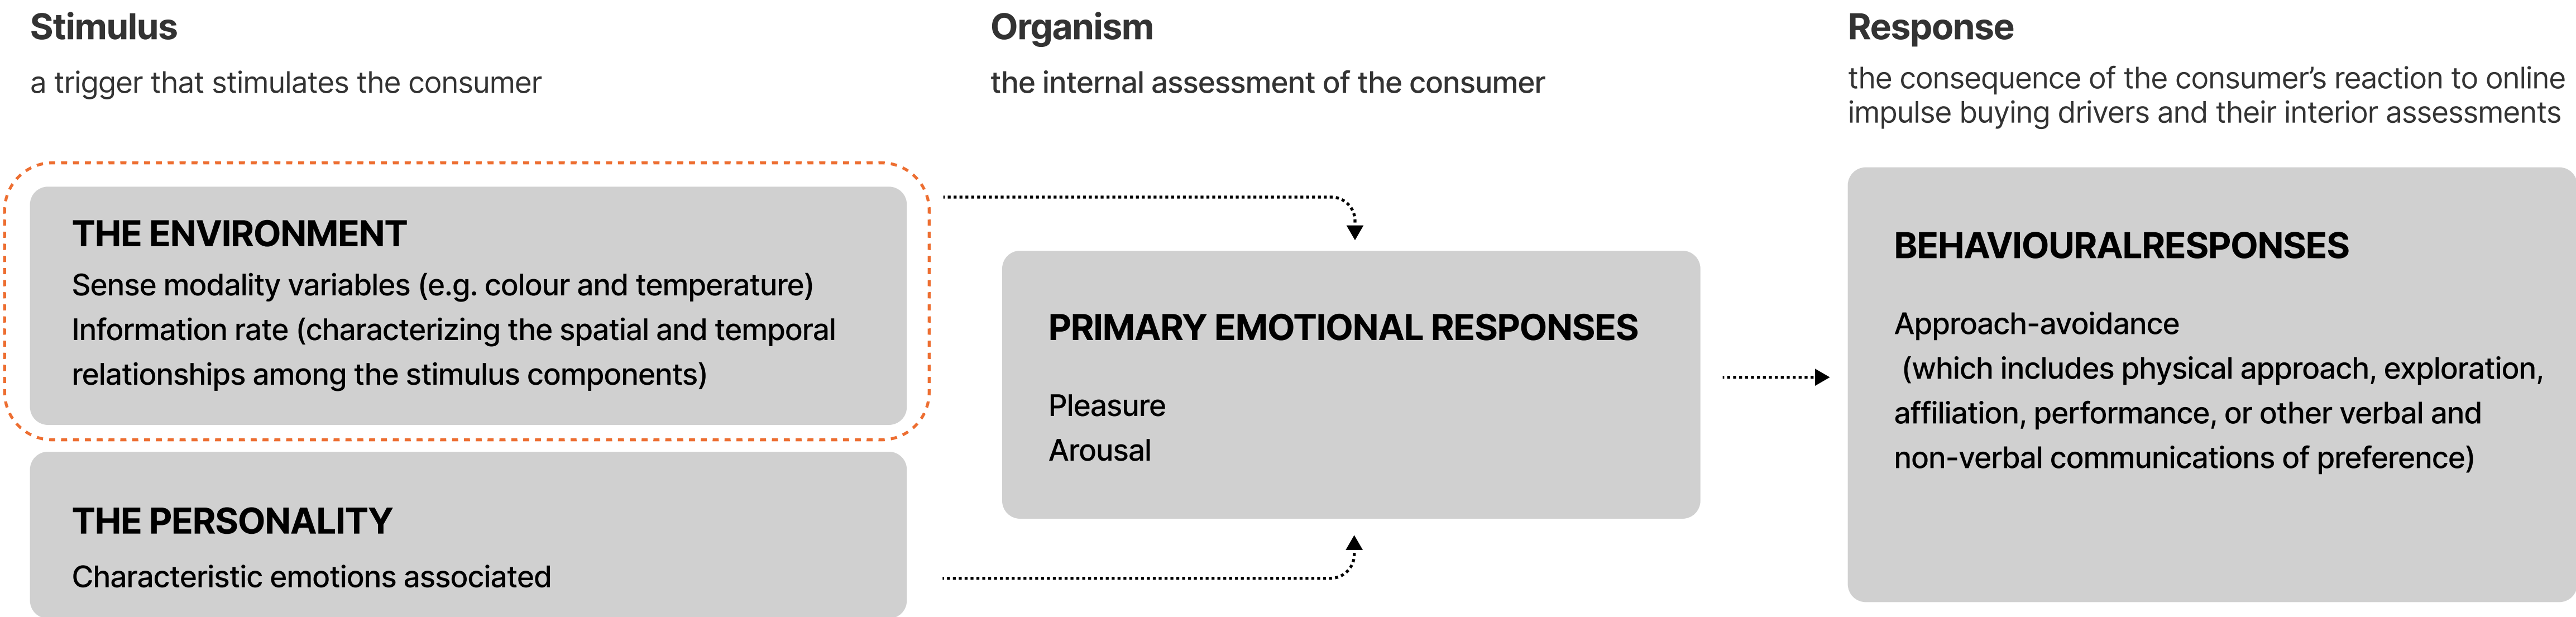 Stimulus
a trigger that stimulates the consumer
THE ENVIRONMENT
Sense modality variables (e.g. colour and temperature)
Information rate (characterizing the spatial and temporal
relationships among the stimulus components)
THE PERSONALITY
Characteristic emotions associated
Organism
the internal assessment of the consumer
PRIMARY EMOTIONAL RESPONSES
Pleasure
Arousal
Response
the consequence of the consumer’s reaction to online
impulse buying drivers and their interior assessments
BEHAVIOURALRESPONSES
Approach-avoidance
(which includes physical approach, exploration,
affiliation, performance, or other verbal and
non-verbal communications of preference)